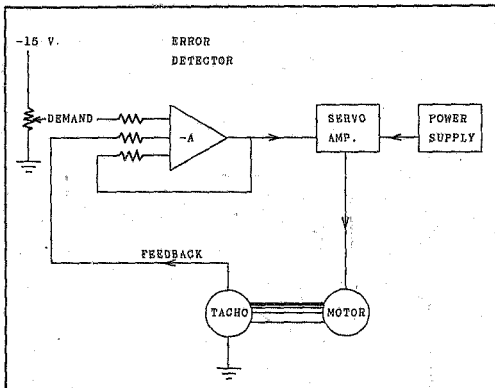 -15 V.
ERROR
DETECTOR
DEMAND
-A
SERVO
AMP.
POWER
SUPPLY
FEEDBACK
TACHO
MOTOR